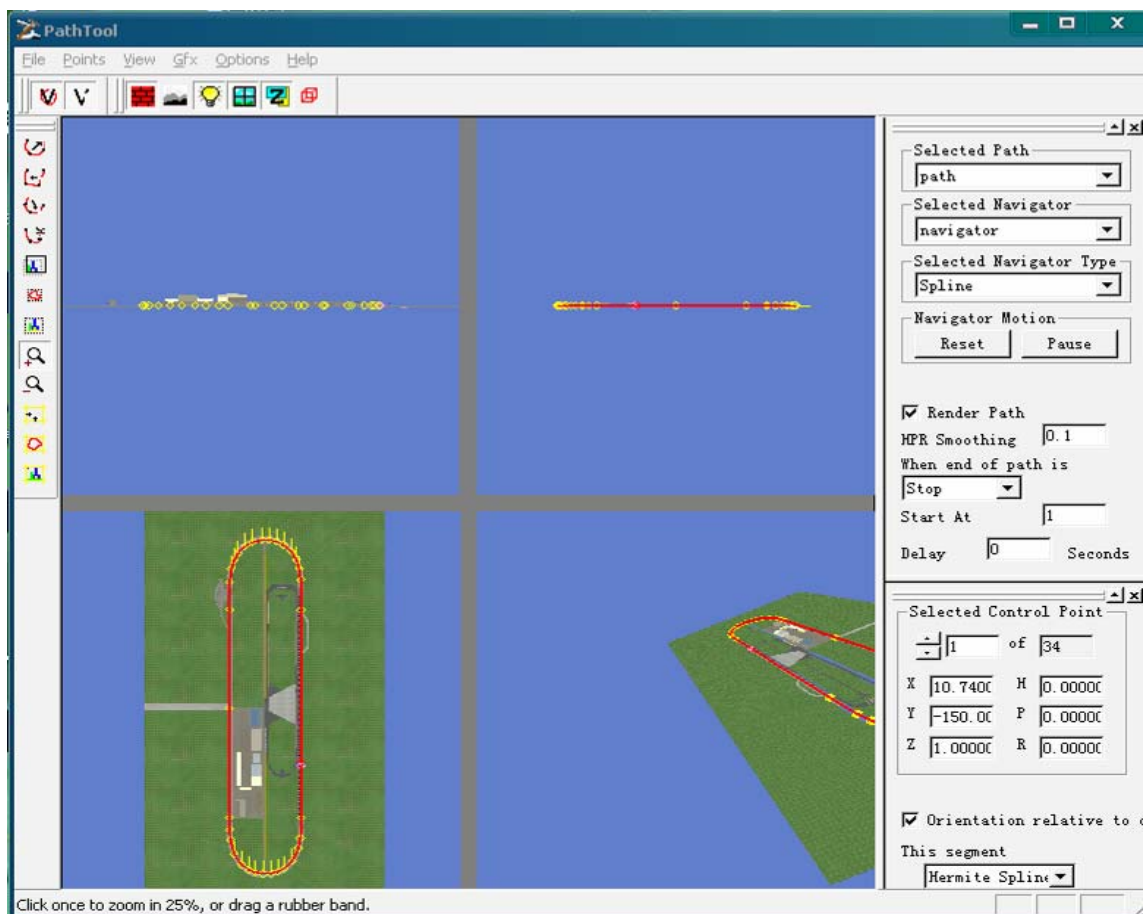 PathTool
File Points View Gfx Options Help
Selected Path
path
Selected Navigator
navigator
Selected Navigator Type
Spline
Navigator Motion
Reset Pause
Render Path
HPR Smoothing 0.1
When end of path is
Stop
Start At 1
Delay 0 Seconds
Selected Control Point
1 of 34
X 10.7400 H 0.00000
Y -150.00 P 0.00000
Z 1.00000 R 0.00000
Orientation relative to
This segment
Hermite Spline
Click once to zoom in 25%, or drag a rubber band.